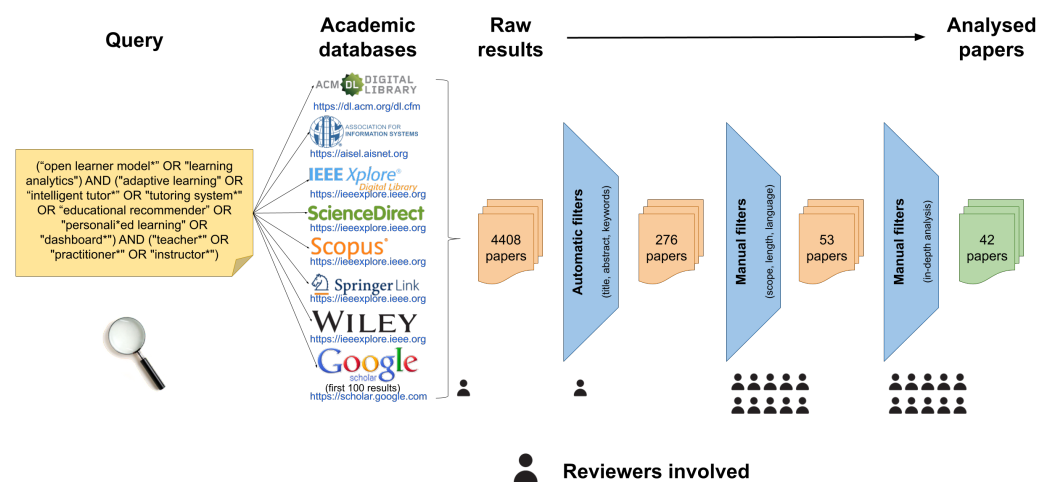 Query
Academic
databases
Raw
results
Analysed
papers
("open learner model*" OR "learning
analytics") AND ("adaptive learning" OR
"intelligent tutor*" OR "tutoring system*"
OR "educational recommender" OR
"personali*ed learning" OR
"dashboard*") AND ("teacher*" OR
"practitioner*" OR "instructor*")
ACM DL DIGITAL
LIBRARY
https://dl.acm.org/dl.cfm
ASSOCIATION FOR
INFORMATION SYSTEMS
https://aisel.aisnet.org
IEEE Xplore®
Digital Library
https://ieeexplore.ieee.org
ScienceDirect
https://ieeexplore.ieee.org
Scopus®
https://ieeexplore.ieee.org
Springer Link
https://ieeexplore.ieee.org
WILEY
https://ieeexplore.ieee.org
Google
scholar
(first 100 results)
https://scholar.google.com
4408
papers
Automatic filters
(title, abstract, keywords)
276
papers
Manual filters
(scope, length, language)
53
papers
Manual filters
(in-depth analysis)
42
papers
Reviewers involved